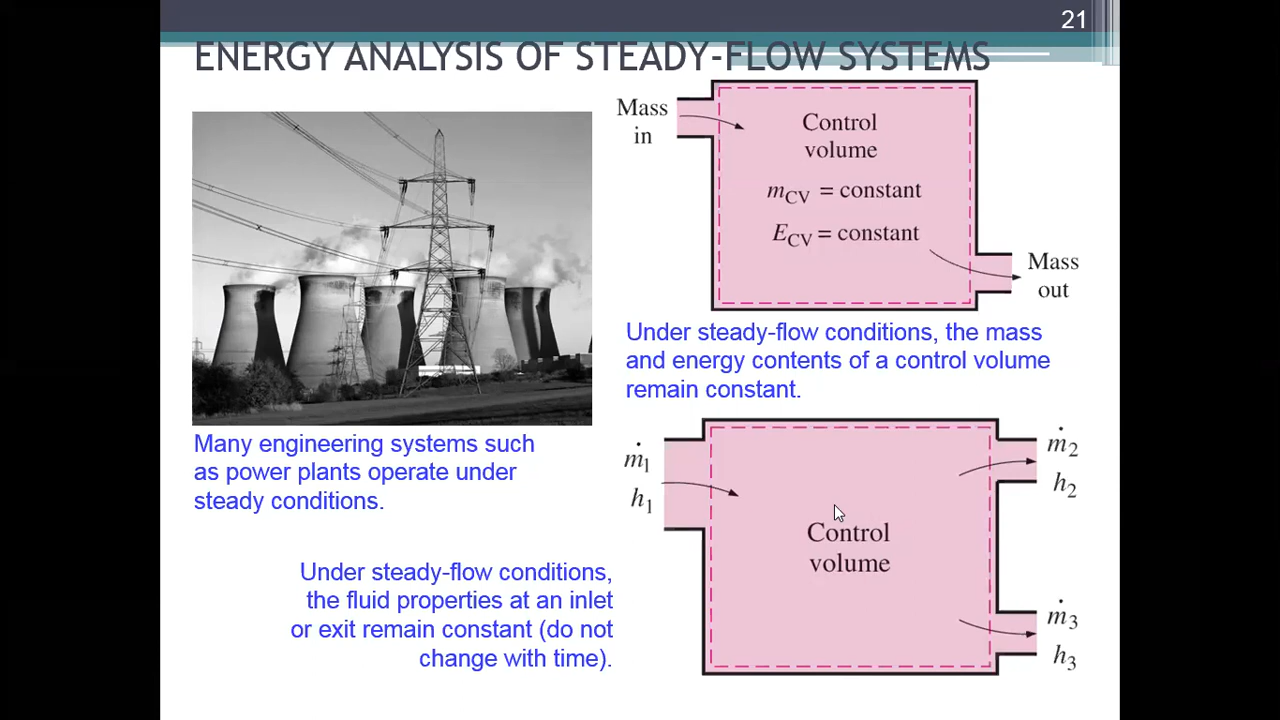 21
ENERGY ANALYSIS OF STEADY-FLOW SYSTEMS
Mass
in
Control
volume
mCV = constant
ECV = constant
Mass
out
Under steady-flow conditions, the mass
and energy contents of a control volume
remain constant.
Many engineering systems such
as power plants operate under
steady conditions.
Under steady-flow conditions,
the fluid properties at an inlet
or exit remain constant (do not
change with time).
ṁ1
h1
Control
volume
ṁ2
h2
ṁ3
h3